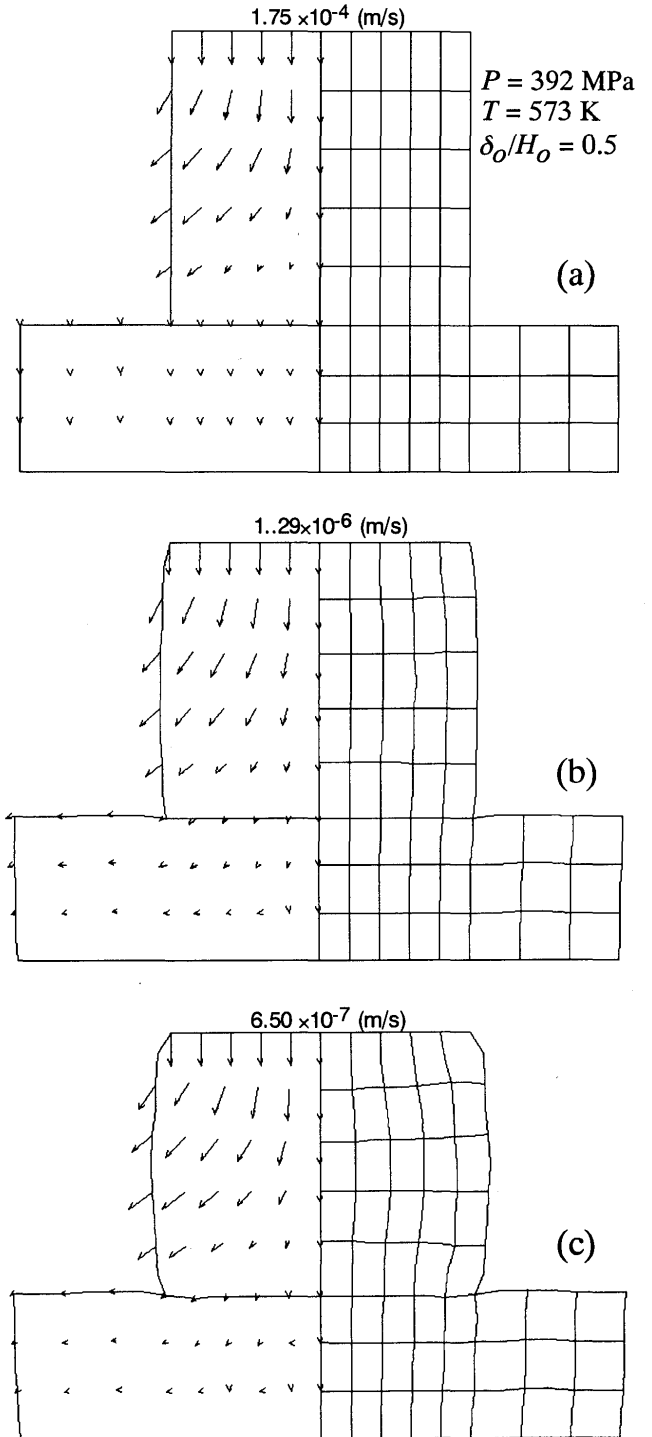 1.75 ×10⁻⁴ (m/s)
P = 392 MPa
T = 573 K
δₒ/Hₒ = 0.5
(a)
1..29×10⁻⁶ (m/s)
(b)
6.50 ×10⁻⁷ (m/s)
(c)